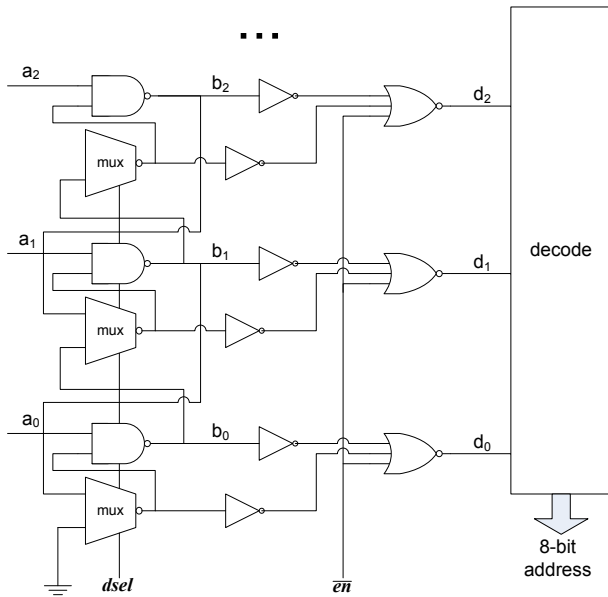 ...
a2 b2 d2
mux
a1 b1 d1
decode
mux
a0 b0 d0
mux
dsel en 8-bit
address